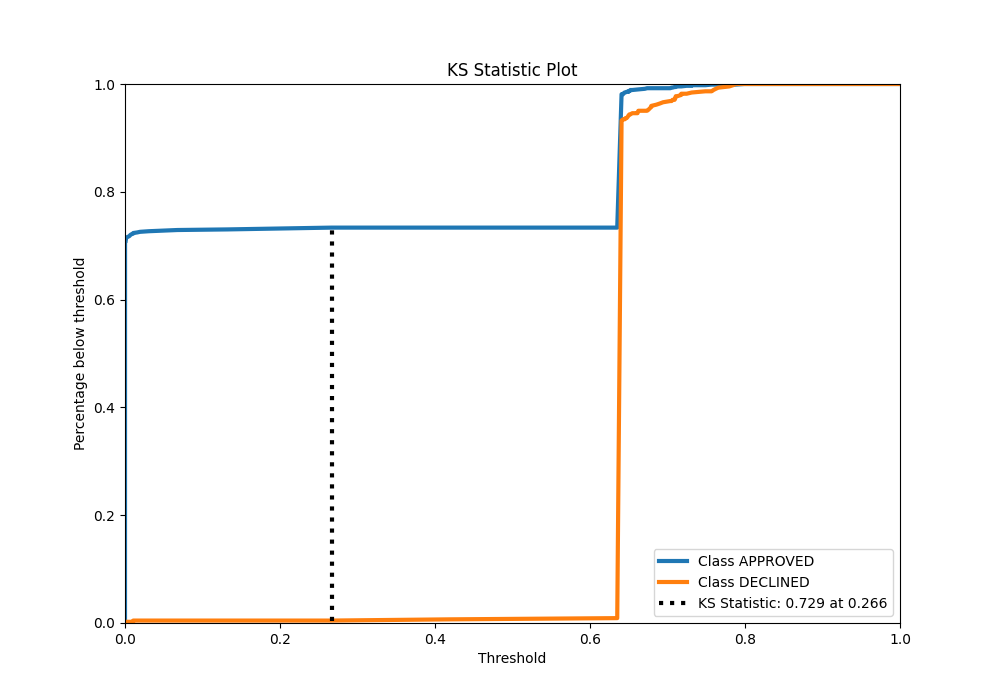 KS Statistic Plot
1.0
0.8
0.6
0.4
0.2
0.0
Percentage below threshold
0.0 0.2 0.4 0.6 0.8 1.0
Threshold
Class APPROVED
Class DECLINED
KS Statistic: 0.729 at 0.266